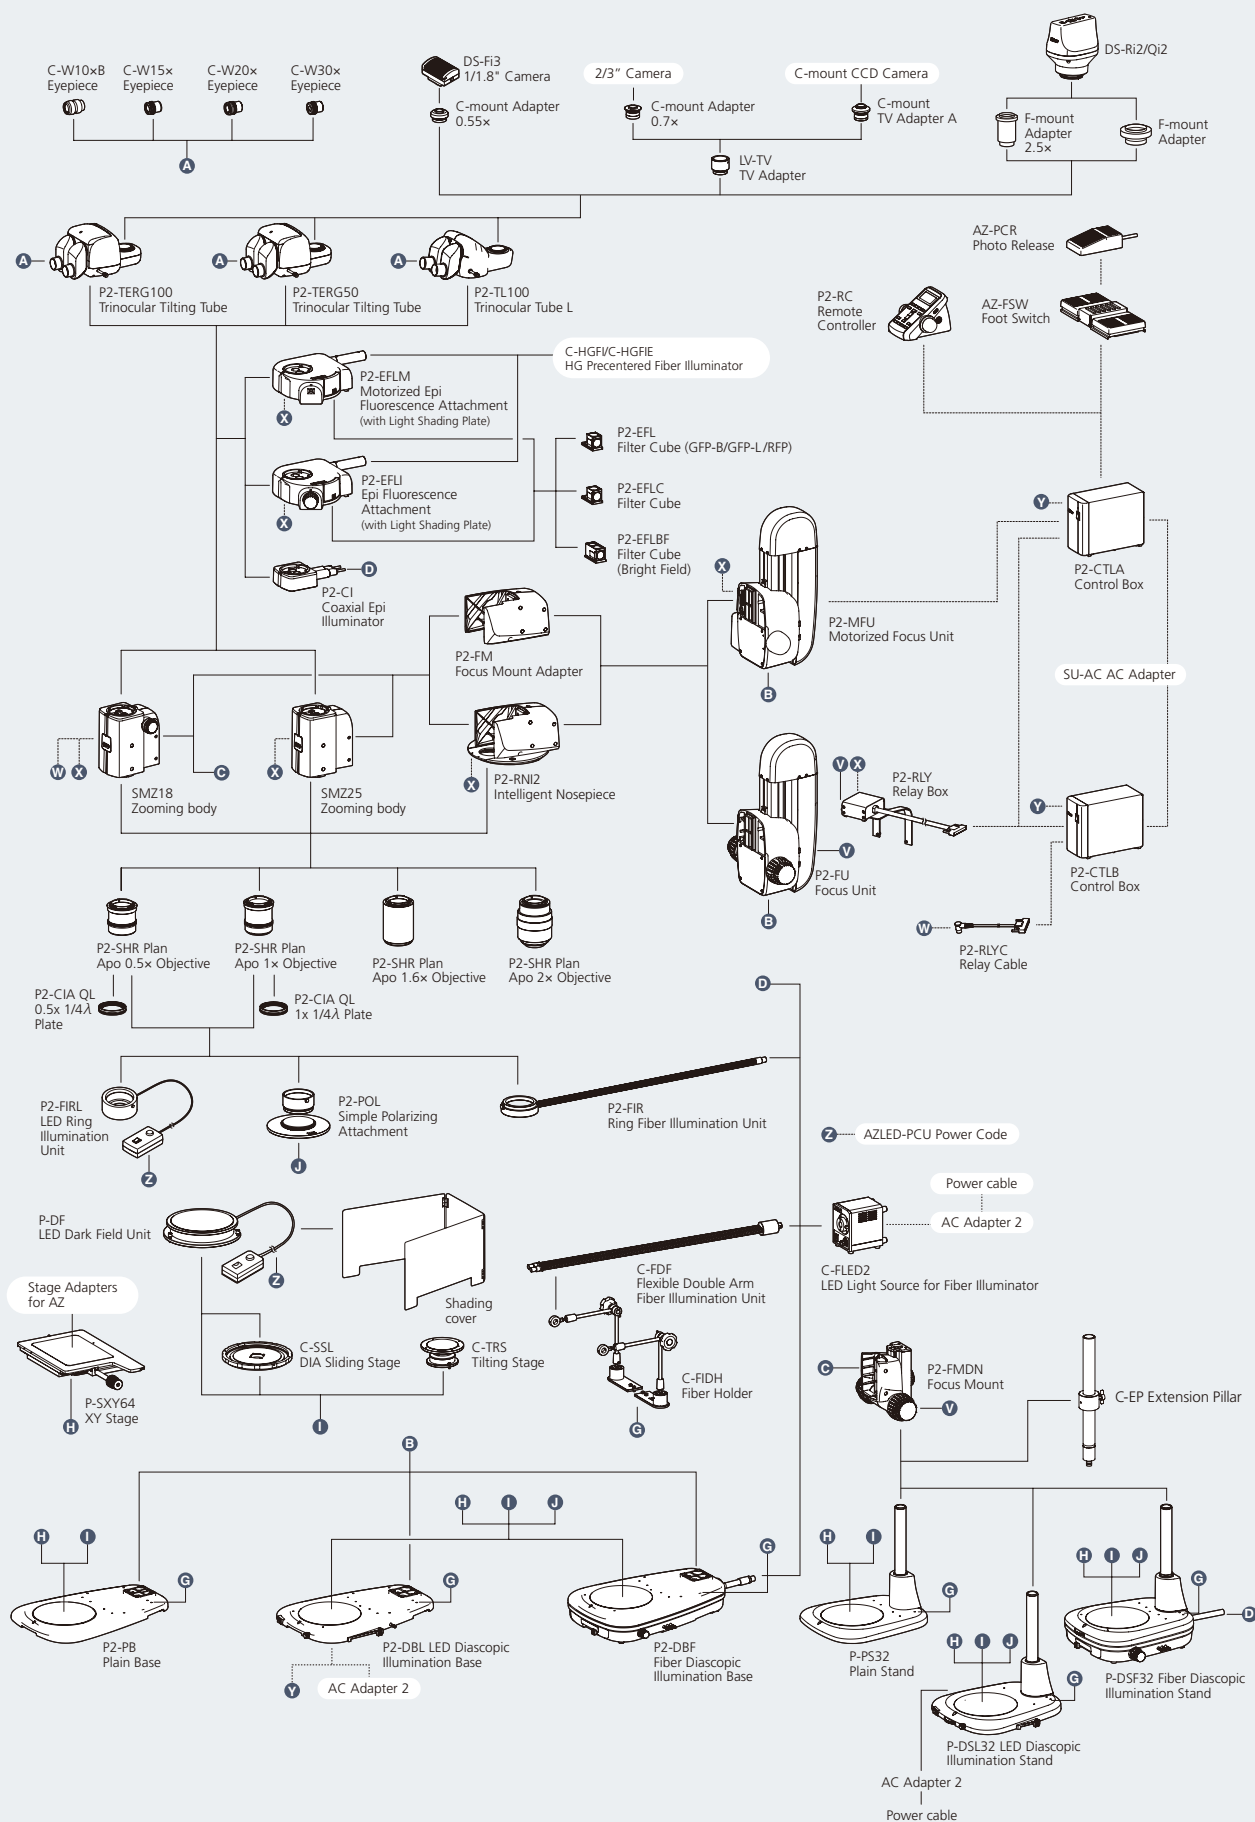 C-W10×B
Eyepiece
C-W15×
Eyepiece
C-W20×
Eyepiece
C-W30×
Eyepiece
A
DS-Fi3
1/1.8" Camera
C-mount Adapter
0.55×
2/3" Camera
C-mount Adapter
0.7×
C-mount CCD Camera
C-mount
TV Adapter A
LV-TV
TV Adapter
DS-Ri2/Qi2
F-mount
Adapter
2.5×
F-mount
Adapter
A
P2-TERG100
Trinocular Tilting Tube
A
P2-TERG50
Trinocular Tilting Tube
A
P2-TL100
Trinocular Tube L
AZ-PCR
Photo Release
P2-RC
Remote
Controller
AZ-FSW
Foot Switch
C-HGFI/C-HGFIE
HG Precentered Fiber Illuminator
P2-EFLM
Motorized Epi
Fluorescence Attachment
(with Light Shading Plate)
X
P2-EFLI
Epi Fluorescence
Attachment
(with Light Shading Plate)
X
P2-EFL
Filter Cube (GFP-B/GFP-L/RFP)
P2-EFLC
Filter Cube
P2-EFLBF
Filter Cube
(Bright Field)
D
P2-CI
Coaxial Epi
Illuminator
X
P2-MFU
Motorized Focus Unit
B
Y
P2-CTLA
Control Box
SU-AC AC Adapter
P2-FM
Focus Mount Adapter
X
P2-RNI2
Intelligent Nosepiece
W
X
C
SMZ18
Zooming body
X
SMZ25
Zooming body
V
X
P2-RLY
Relay Box
V
P2-FU
Focus Unit
B
Y
P2-CTLB
Control Box
W
P2-RLYC
Relay Cable
P2-SHR Plan
Apo 0.5× Objective
P2-SHR Plan
Apo 1× Objective
P2-SHR Plan
Apo 1.6× Objective
P2-SHR Plan
Apo 2× Objective
P2-CIA QL
0.5x 1/4λ
Plate
P2-CIA QL
1x 1/4λ Plate
D
P2-FIRL
LED Ring
Illumination
Unit
Z
P2-POL
Simple Polarizing
Attachment
J
P2-FIR
Ring Fiber Illumination Unit
Z
AZLED-PCU Power Code
P-DF
LED Dark Field Unit
Z
Shading
cover
C-FDF
Flexible Double Arm
Fiber Illumination Unit
Power cable
AC Adapter 2
C-FLED2
LED Light Source for Fiber Illuminator
Stage Adapters
for AZ
P-SXY64
XY Stage
H
C-SSL
DIA Sliding Stage
C-TRS
Tilting Stage
I
C-FIDH
Fiber Holder
G
C
P2-FMDN
Focus Mount
V
C-EP Extension Pillar
B
H
I
G
P2-PB
Plain Base
H
I
J
G
P2-DBL LED Diascopic
Illumination Base
Y
AC Adapter 2
G
P2-DBF
Fiber Diascopic
Illumination Base
H
I
G
P-PS32
Plain Stand
H
I
J
G
P-DSL32 LED Diascopic
Illumination Stand
AC Adapter 2
Power cable
H
I
J
G
D
P-DSF32 Fiber Diascopic
Illumination Stand